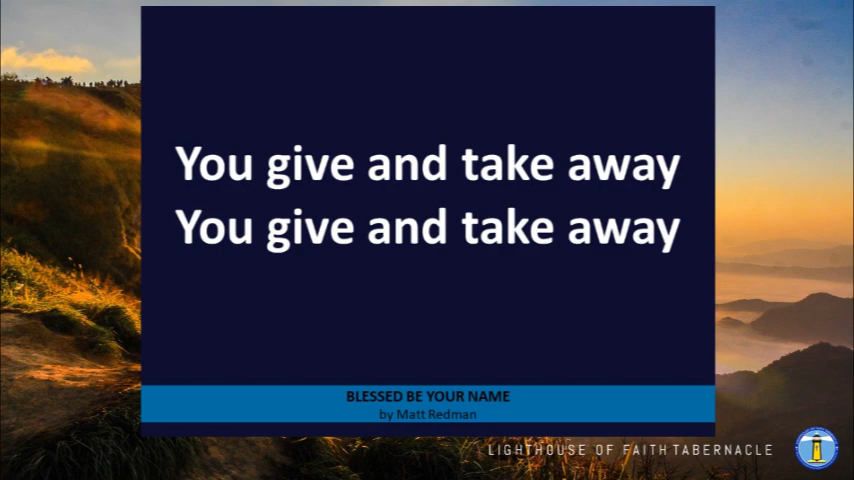 You give and take away
You give and take away
BLESSED BE YOUR NAME
by Matt Redman
LIGHTHOUSE OF FAITH TABERNACLE